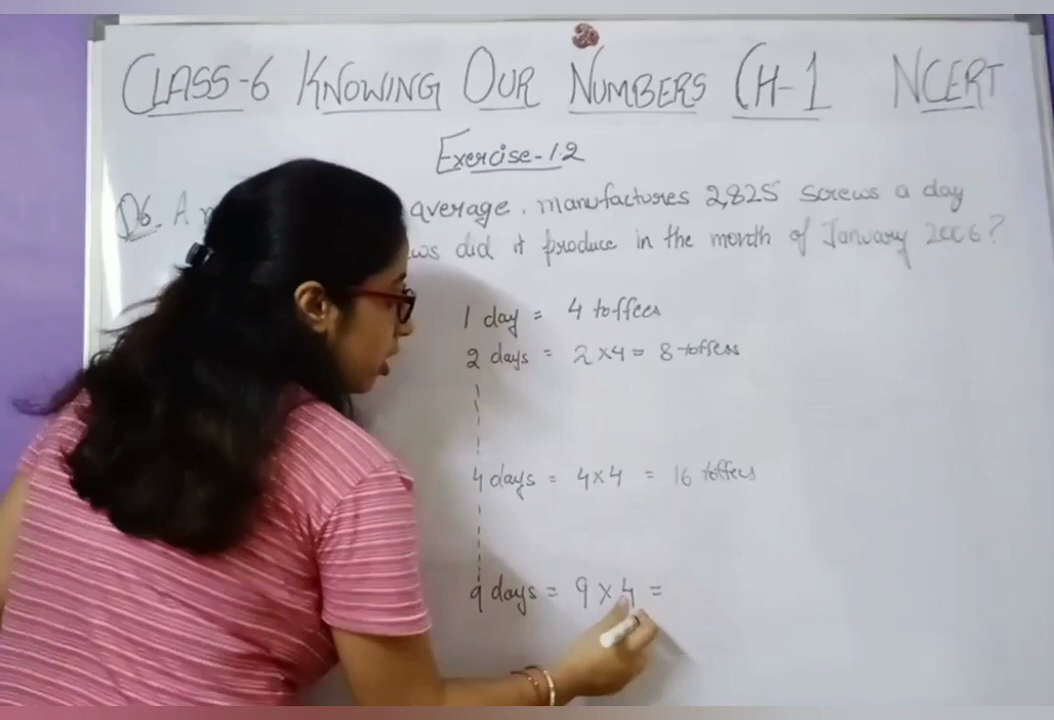 CLASS-6 KNOWING OUR NUMBERS CH-1 NCERT
Exercise-1.2
Q6. A average, manufactures 2,825 screws a day
did it produce in the month of January 2006?
1 day = 4 toffees
2 days = 2×4 = 8 toffess
4 days = 4×4 = 16 toffees
9 days = 9×4 =